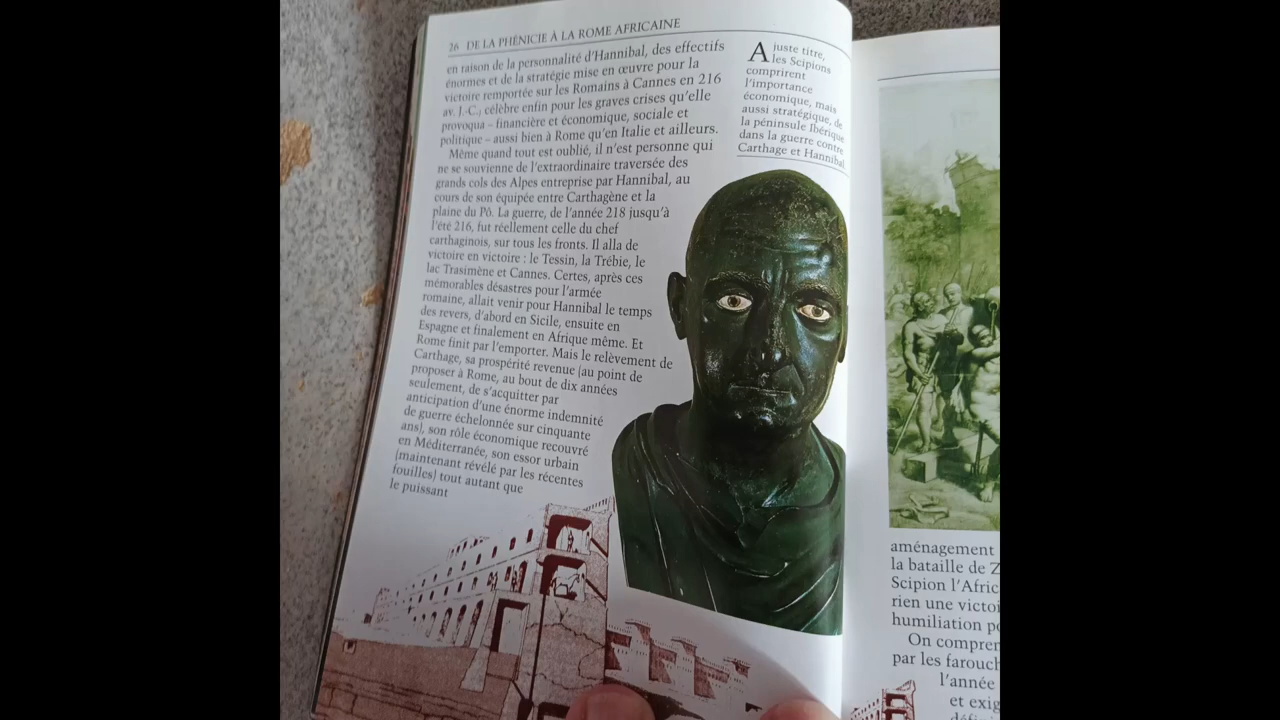 26 DE LA PHÉNICIE À LA ROME AFRICAINE
en raison de la personnalité d'Hannibal, des effectifs
énormes et de la stratégie mise en œuvre pour la
victoire remportée sur les Romains à Cannes en 216
av. J.-C.; célèbre enfin pour les graves crises qu'elle
provoqua – financière et économique, sociale et
politique – aussi bien à Rome qu'en Italie et ailleurs.
Même quand tout est oublié, il n'est personne qui
ne se souvienne de l'extraordinaire traversée des
grands cols des Alpes entreprise par Hannibal, au
cours de son équipée entre Carthagène et la
plaine du Pô. La guerre, de l'année 218 jusqu'à
l'été 216, fut réellement celle du chef
carthaginois, sur tous les fronts. Il alla de
victoire en victoire : le Tessin, la Trébie, le
lac Trasimène et Cannes. Certes, après ces
mémorables désastres pour l'armée
romaine, allait venir pour Hannibal le temps
des revers, d'abord en Sicile, ensuite en
Espagne et finalement en Afrique même. Et
Rome finit par l'emporter. Mais le relèvement de
Carthage, sa prospérité revenue (au point de
proposer à Rome, au bout de dix années
seulement, de s'acquitter par
anticipation d'une énorme indemnité
de guerre échelonnée sur cinquante
ans), son rôle économique recouvré
en Méditerranée, son essor urbain
(maintenant révélé par les récentes
fouilles) tout autant que
le puissant
A juste titre,
les Scipions
comprirent
l'importance
économique, mais
aussi stratégique, de
la péninsule Ibérique
dans la guerre contre
Carthage et Hannibal
aménagement
la bataille de
Scipion
rien une
humiliation
On
par les
l'année
et